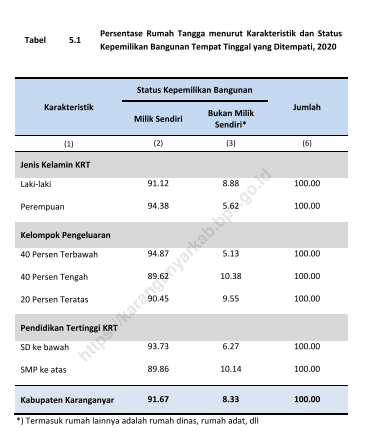 Tabel 5.1 Persentase Rumah Tangga menurut Karakteristik dan Status
Kepemilikan Bangunan Tempat Tinggal yang Ditempati, 2020
Karakteristik Status Kepemilikan Bangunan Jumlah
Milik Sendiri Bukan Milik
Sendiri*
(1) (2) (3) (6)
Jenis Kelamin KRT
Laki-laki 91.12 8.88 100.00
Perempuan 94.38 5.62 100.00
Kelompok Pengeluaran
40 Persen Terbawah 94.87 5.13 100.00
40 Persen Tengah 89.62 10.38 100.00
20 Persen Teratas 90.45 9.55 100.00
Pendidikan Tertinggi KRT
SD ke bawah 93.73 6.27 100.00
SMP ke atas 89.86 10.14 100.00
Kabupaten Karanganyar 91.67 8.33 100.00
*) Termasuk rumah lainnya adalah rumah dinas, rumah adat, dll
https://karanganyarkab.bps.go.id